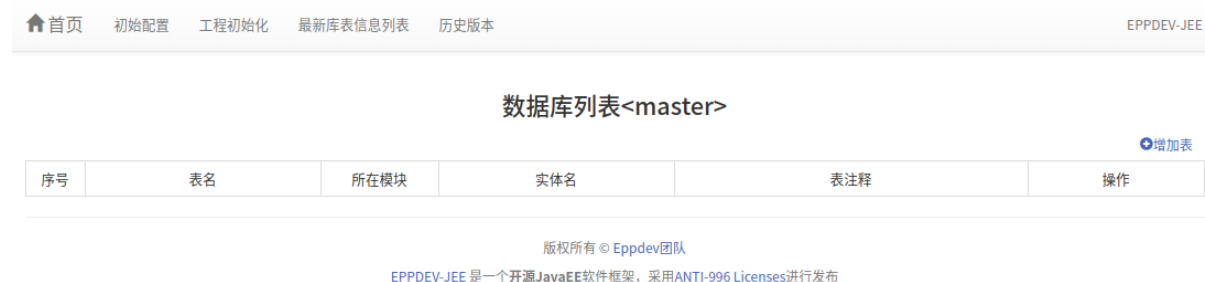 首页 初始配置 工程初始化 最新库表信息列表 历史版本 EPPDEV-JEE
数据库列表<master>
增加表
序号 表名 所在模块 实体名 表注释 操作
版权所有 © Eppdev团队
EPPDEV-JEE 是一个开源JavaEE软件框架，采用ANTI-996 Licenses进行发布